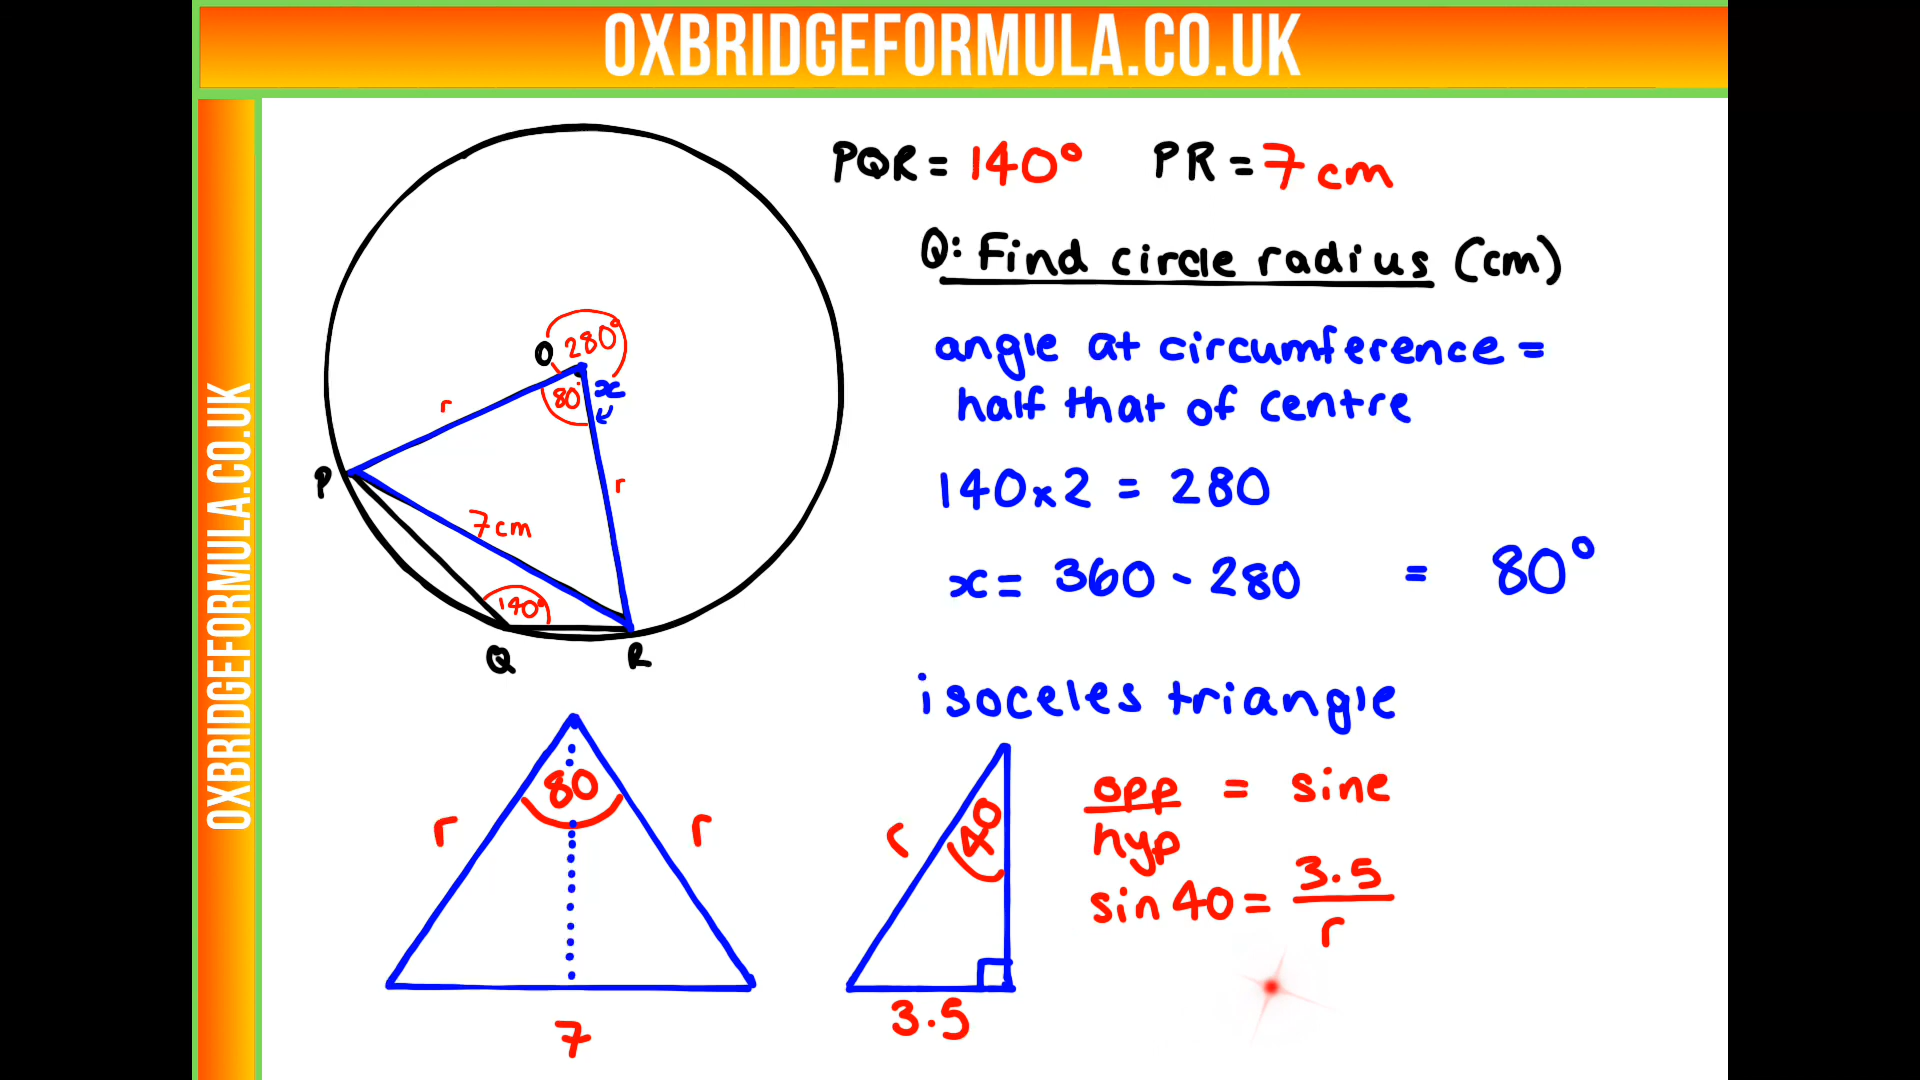 OXBRIDGEFORMULA.CO.UK
OXBRIDGEFORMULA.CO.UK
PQR = 140° PR = 7cm
Q: Find circle radius (cm)
angle at circumference =
half that of centre
140x2 = 280
x = 360 - 280 = 80°
isoceles triangle
O 280°
80 x
r
r
P
7cm
140°
Q R
80
r r
7
r 40
3.5
opp = sine
hyp
sin 40 = 3.5
r